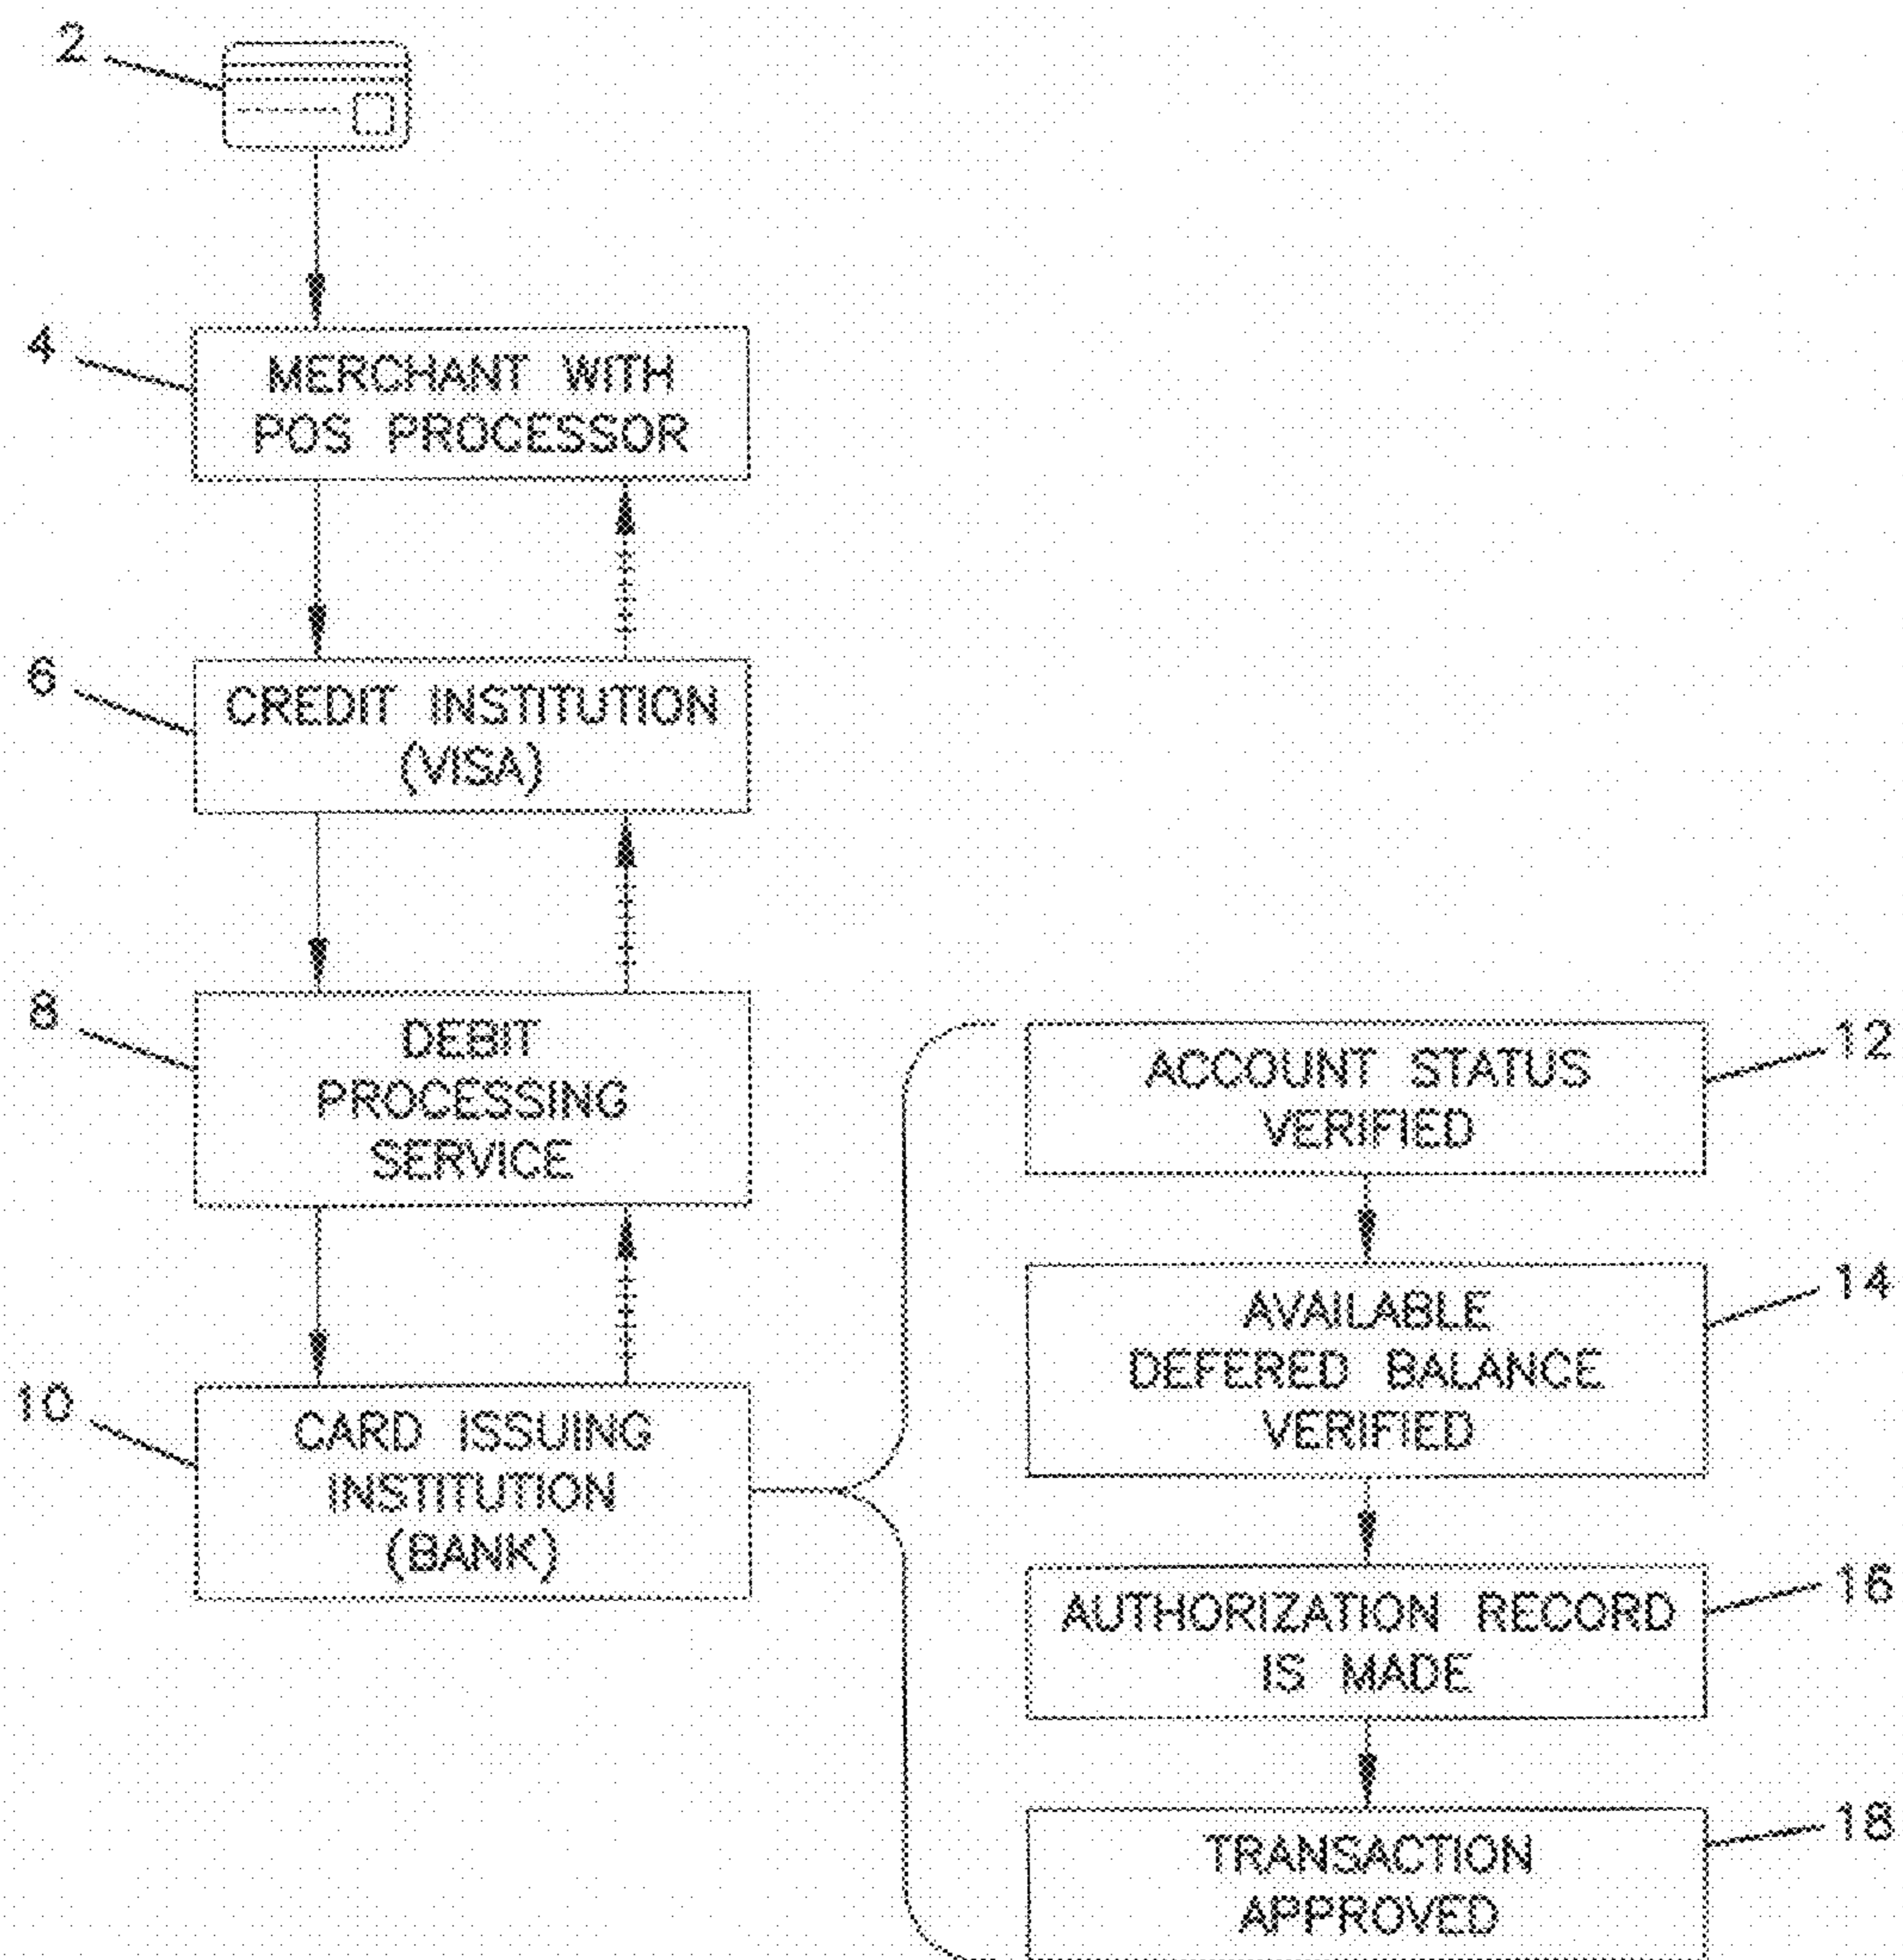 2
4
MERCHANT WITH
POS PROCESSOR
6
CREDIT INSTITUTION
(VISA)
8
DEBIT
PROCESSING
SERVICE
10
CARD ISSUING
INSTITUTION
(BANK)
ACCOUNT STATUS
VERIFIED
12
AVAILABLE
DEFERED BALANCE
VERIFIED
14
AUTHORIZATION RECORD
IS MADE
16
TRANSACTION
APPROVED
18